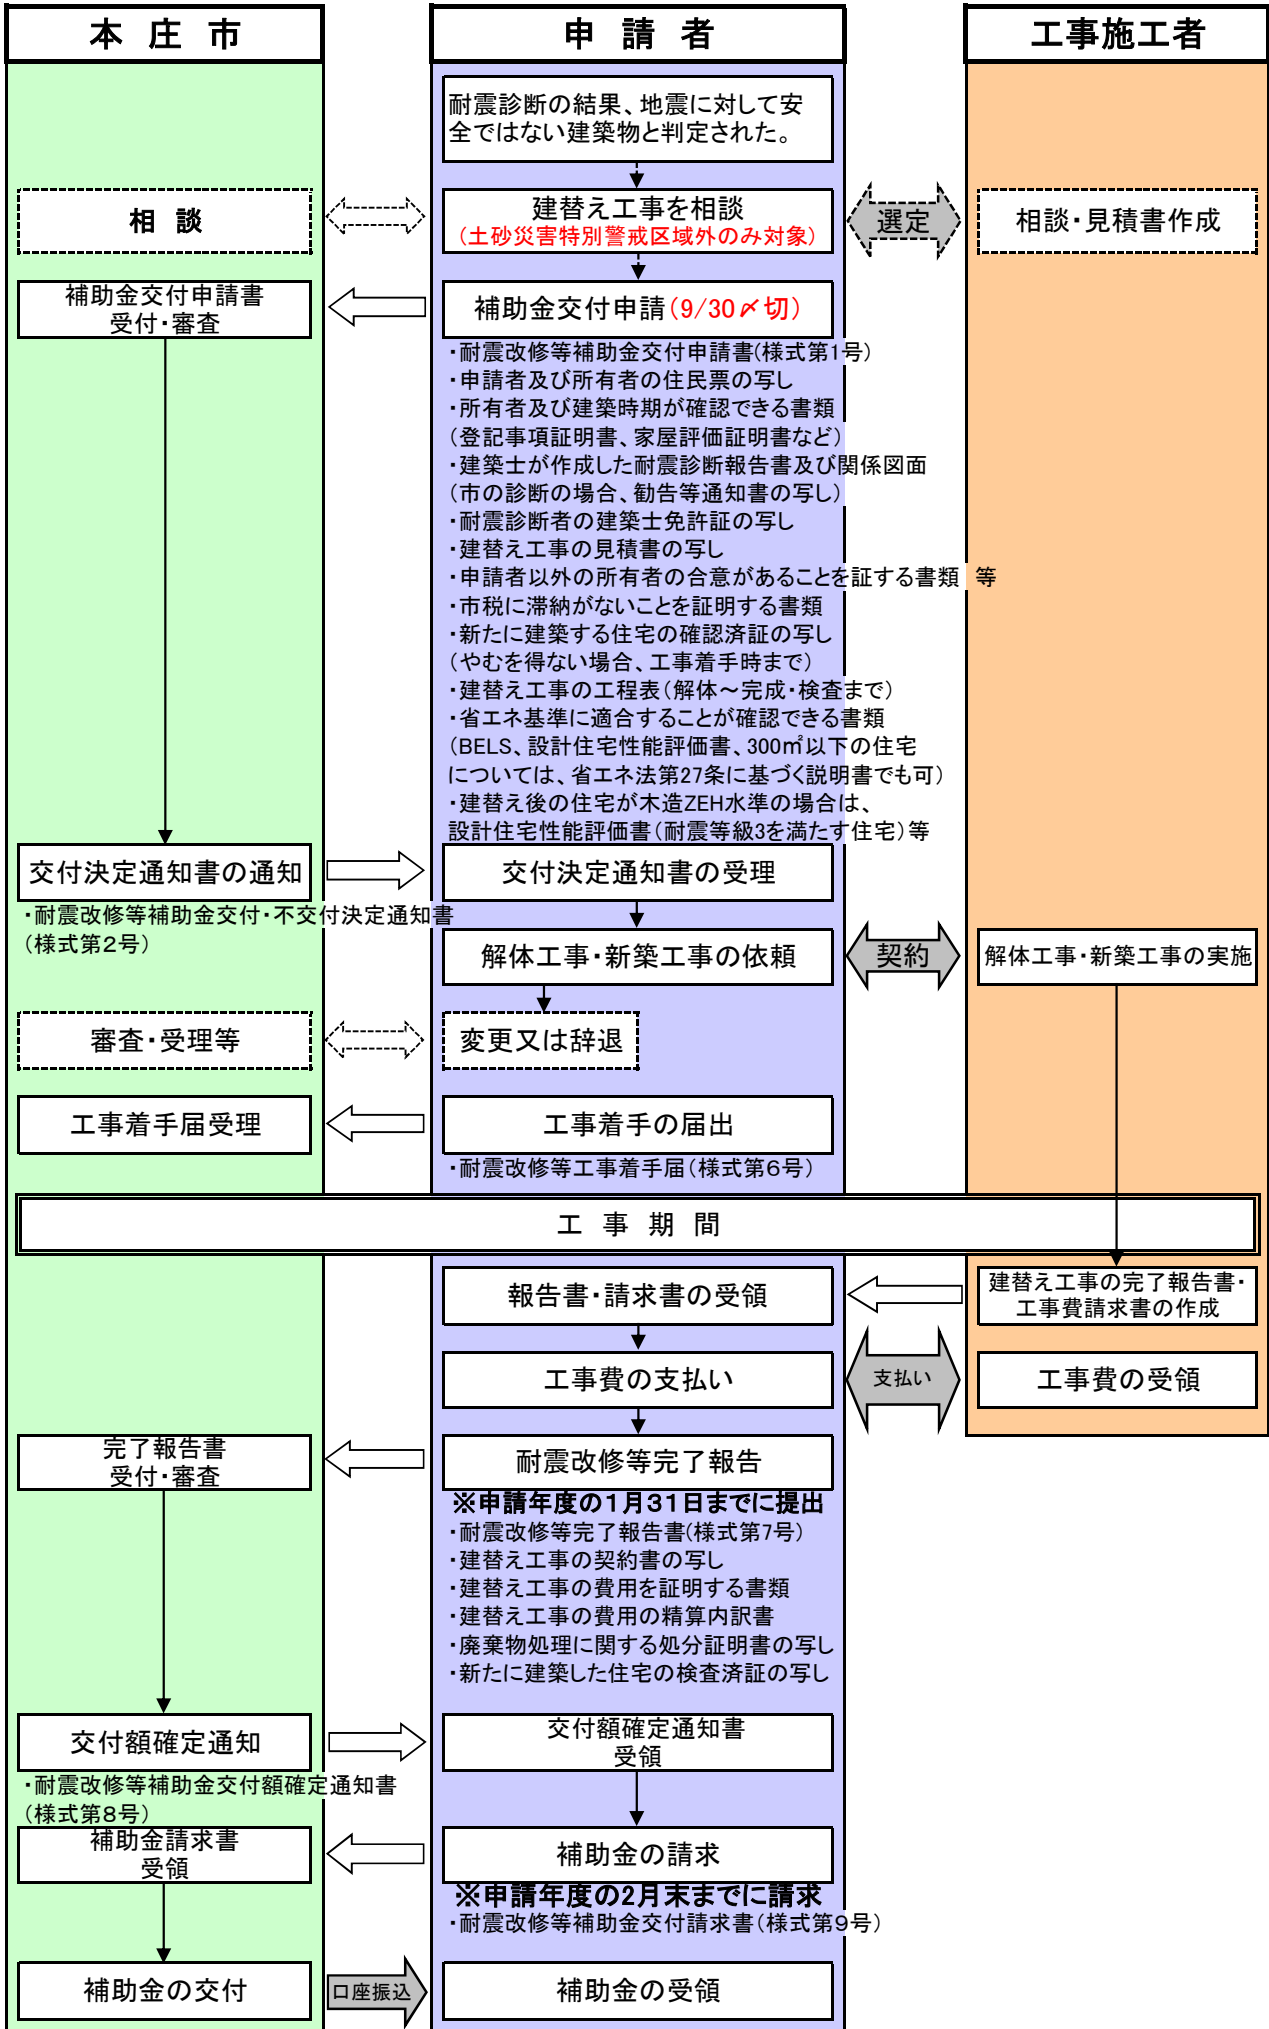 本 庄 市
申 請 者
工事施工者
耐震診断の結果、地震に対して安
全ではない建築物と判定された。
相 談
建替え工事を相談
(土砂災害特別警戒区域外のみ対象)
選定
相談・見積書作成
補助金交付申請書
受付・審査
補助金交付申請(9/30〆切)
・耐震改修等補助金交付申請書(様式第1号)
・申請者及び所有者の住民票の写し
・所有者及び建築時期が確認できる書類
(登記事項証明書、家屋評価証明書など)
・建築士が作成した耐震診断報告書及び関係図面
(市の診断の場合、勧告等通知書の写し)
・耐震診断者の建築士免許証の写し
・建替え工事の見積書の写し
・申請者以外の所有者の合意があることを証する書類 等
・市税に滞納がないことを証明する書類
・新たに建築する住宅の確認済証の写し
(やむを得ない場合、工事着手時まで)
・建替え工事の工程表(解体~完成・検査まで)
・省エネ基準に適合することが確認できる書類
(BELS、設計住宅性能評価書、300㎡以下の住宅
については、省エネ法第27条に基づく説明書でも可)
・建替え後の住宅が木造ZEH水準の場合は、
設計住宅性能評価書(耐震等級3を満たす住宅)等
交付決定通知書の通知
交付決定通知書の受理
・耐震改修等補助金交付・不交付決定通知書
(様式第2号)
解体工事・新築工事の依頼
契約
解体工事・新築工事の実施
審査・受理等
変更又は辞退
工事着手届受理
工事着手の届出
・耐震改修等工事着手届(様式第6号)
工 事 期 間
報告書・請求書の受領
建替え工事の完了報告書・
工事費請求書の作成
工事費の支払い
支払い
工事費の受領
完了報告書
受付・審査
耐震改修等完了報告
※申請年度の1月31日までに提出
・耐震改修等完了報告書(様式第7号)
・建替え工事の契約書の写し
・建替え工事の費用を証明する書類
・建替え工事の費用の精算内訳書
・廃棄物処理に関する処分証明書の写し
・新たに建築した住宅の検査済証の写し
交付額確定通知
交付額確定通知書
受領
・耐震改修等補助金交付額確定通知書
(様式第8号)
補助金請求書
受領
補助金の請求
※申請年度の2月末までに請求
・耐震改修等補助金交付請求書(様式第9号)
補助金の交付
口座振込
補助金の受領